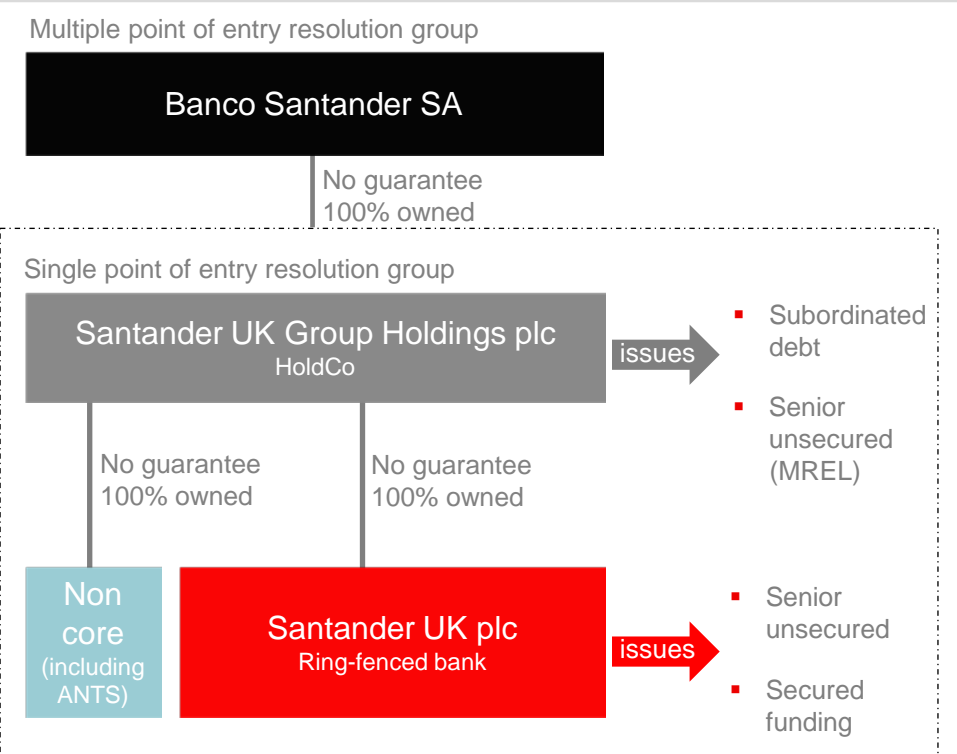 Multiple point of entry resolution group
Banco Santander SA
No guarantee
100% owned
Single point of entry resolution group
Santander UK Group Holdings plc
HoldCo
issues
▪ Subordinated
debt
▪ Senior
unsecured
(MREL)
No guarantee
100% owned
No guarantee
100% owned
Non
core
(including
ANTS)
Santander UK plc
Ring-fenced bank
issues
▪ Senior
unsecured
▪ Secured
funding